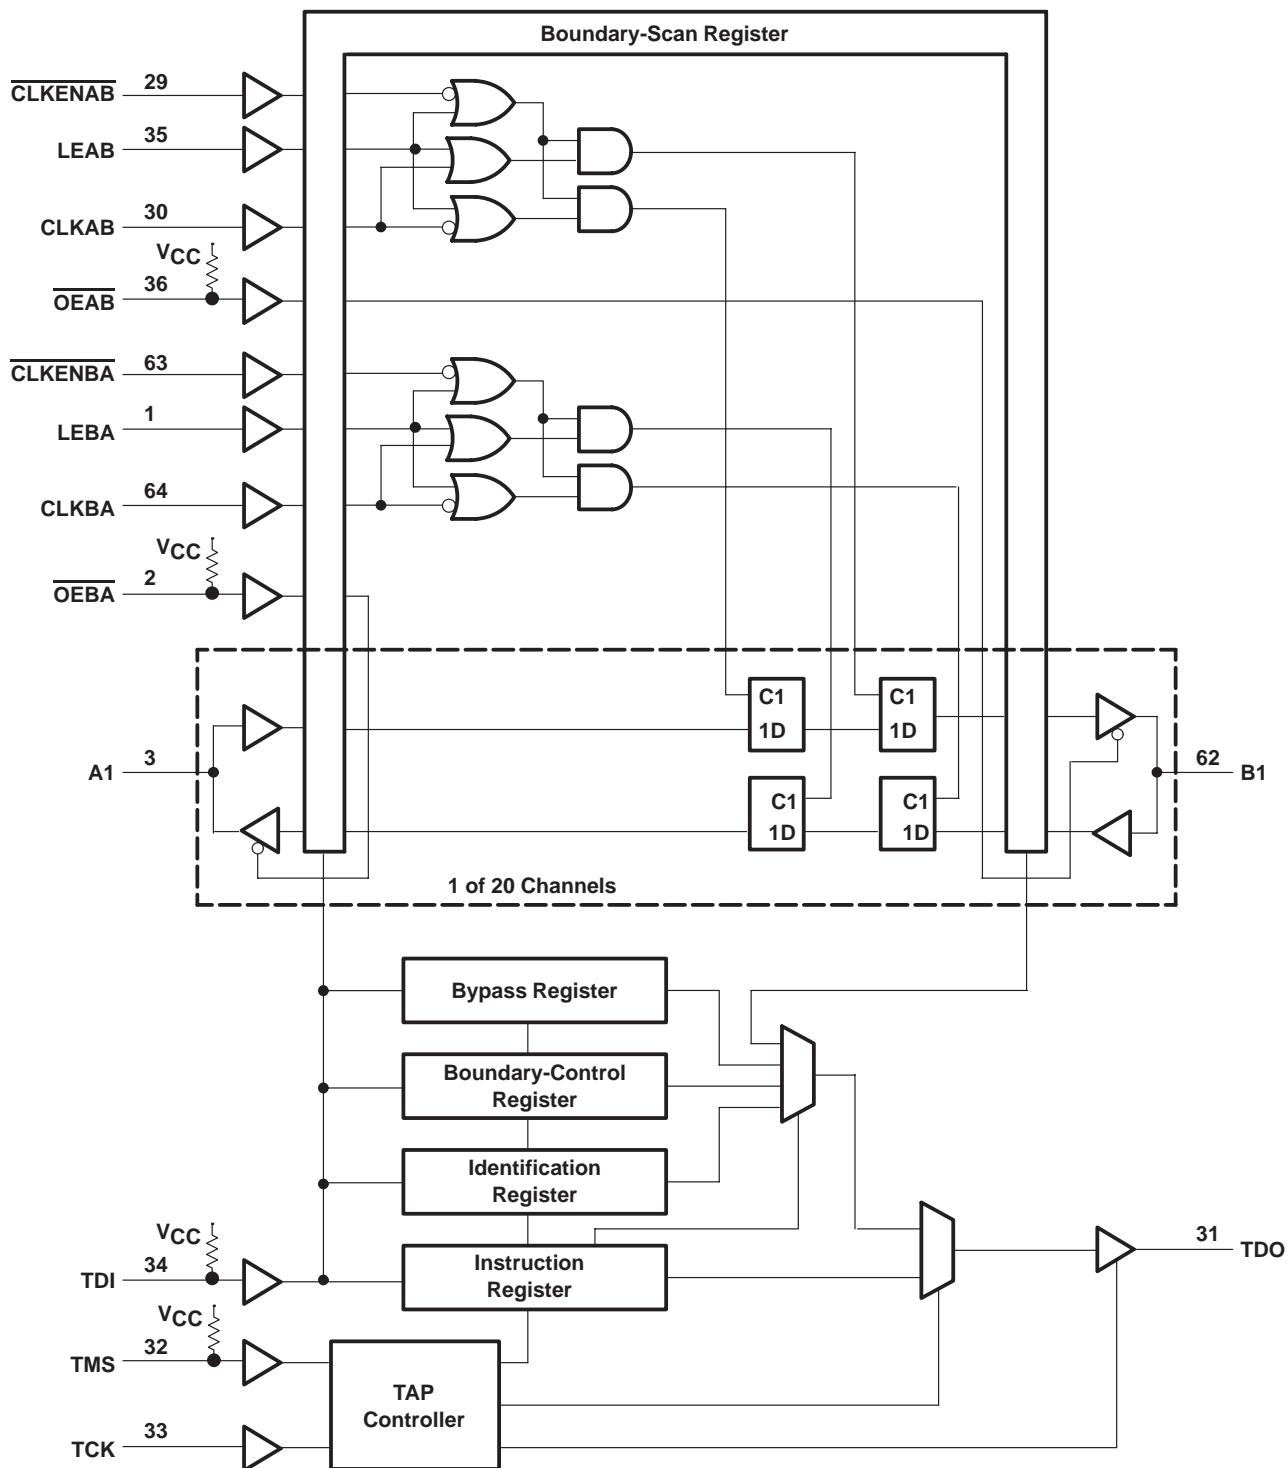 Boundary-Scan Register
CLKENAB 29
LEAB 35
CLKAB 30
VCC
OEAB 36
CLKENBA 63
LEBA 1
CLKBA 64
VCC
OEBA 2
C1
1D
C1
1D
A1 3
62 B1
C1
1D
C1
1D
1 of 20 Channels
Bypass Register
Boundary-Control
Register
Identification
Register
VCC
TDI 34
Instruction
Register
31 TDO
VCC
TMS 32
TAP
Controller
TCK 33